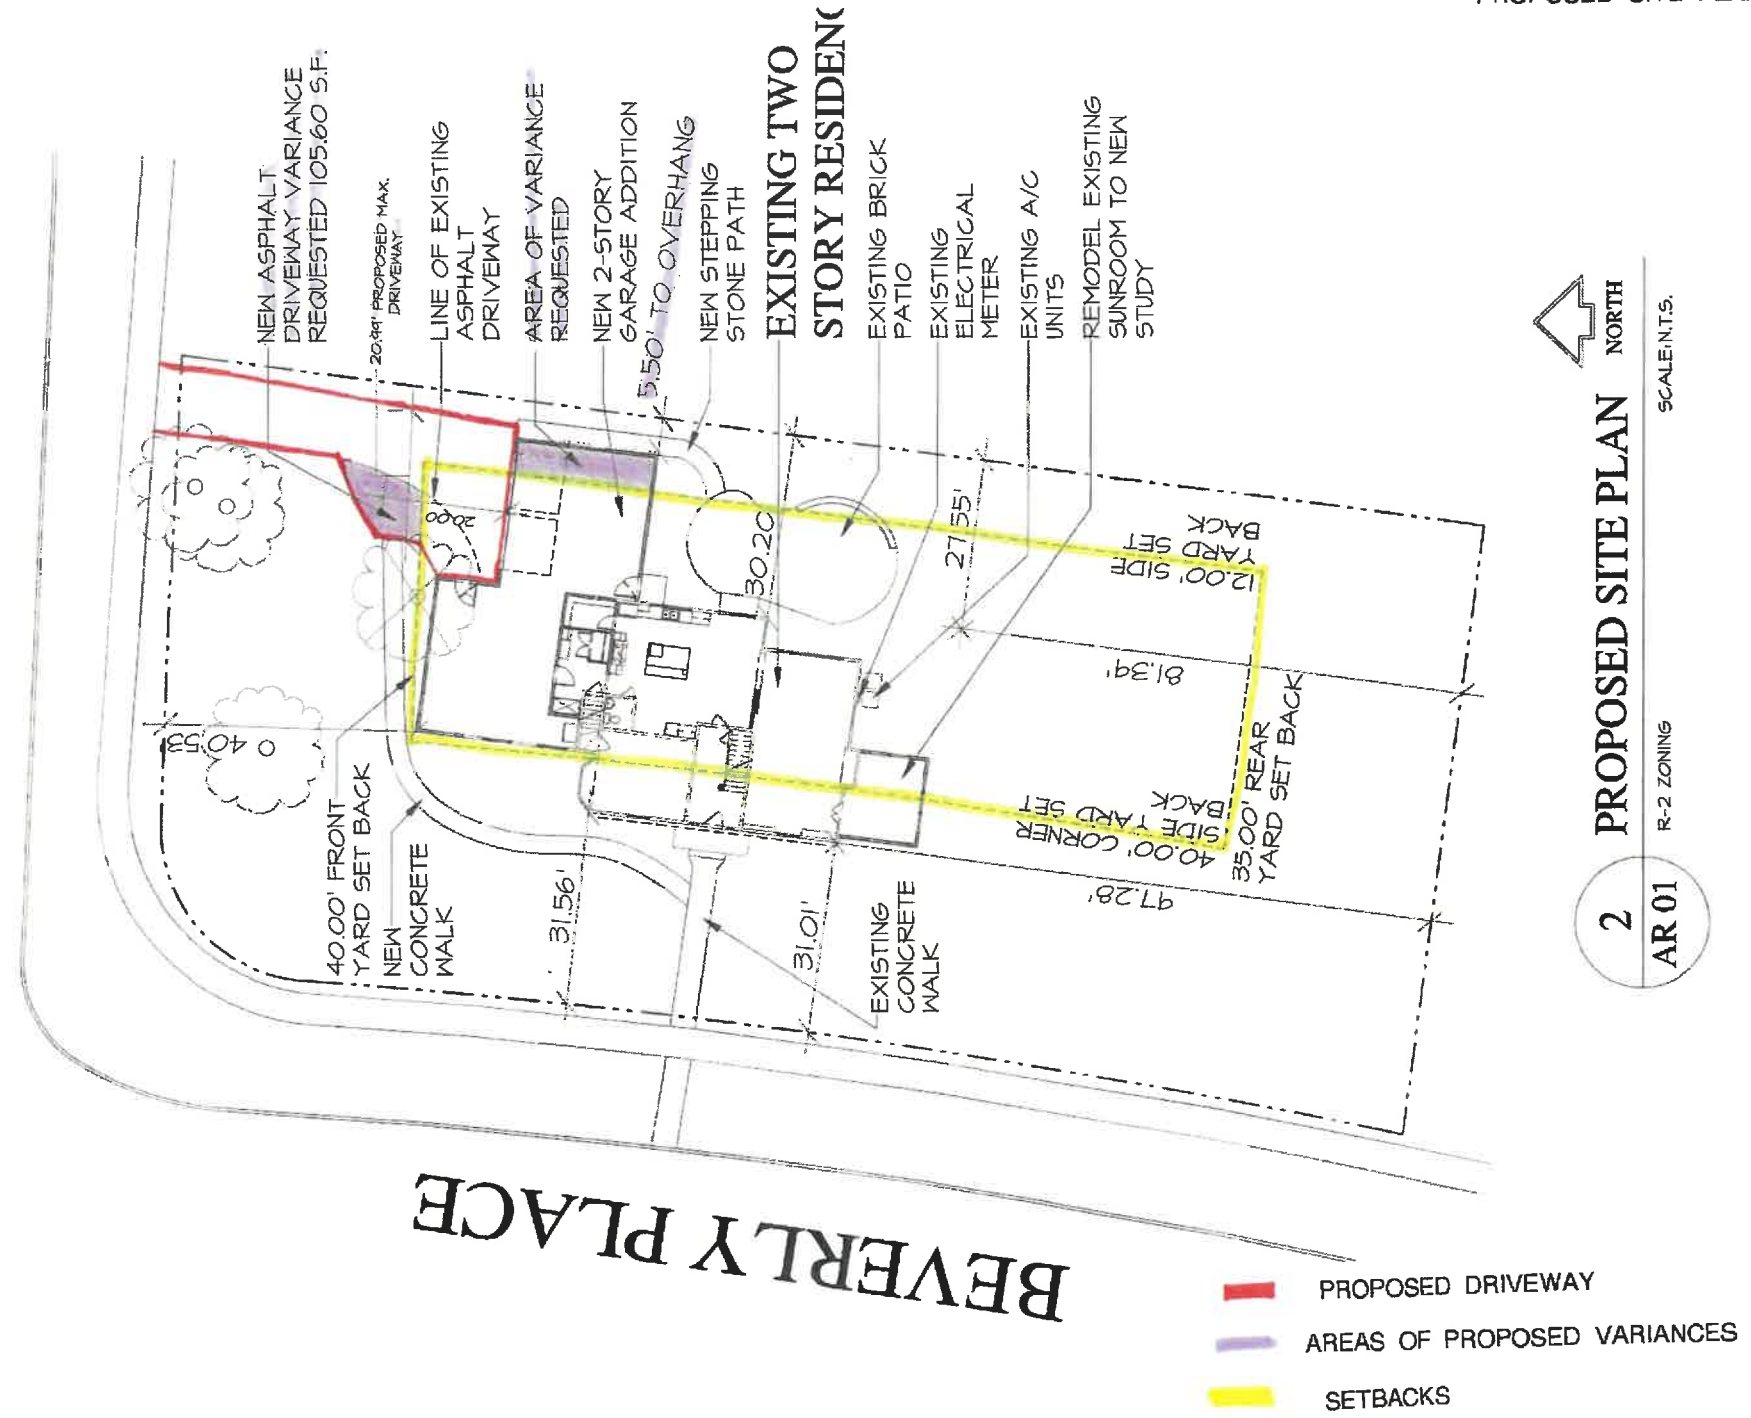 NEW ASPHALT
DRIVEWAY VARIANCE
REQUESTED 105.60 S.F.
20.99' PROPOSED MAX.
DRIVEWAY
LINE OF EXISTING
ASPHALT
DRIVEWAY
AREA OF VARIANCE
REQUESTED
NEW 2-STORY
GARAGE ADDITION
5.50' TO OVERHANG
NEW STEPPING
STONE PATH
EXISTING TWO
EXISTING BRICK
PATIO
EXISTING
ELECTRICAL
METER
EXISTING A/C
UNITS
REMODEL EXISTING
SUNROOM TO NEW
STUDY
20.00
30.20
27.55'
12.00' SIDE
YARD SET
BACK
81.39'
40.53
40.00' FRONT
YARD SET BACK
NEW
CONCRETE
WALK
31.56'
31.01'
EXISTING
CONCRETE
WALK
40.00' CORNER
SIDE YARD SET
BACK
35.00' REAR
YARD SET BACK
97.28'
BEVERLY PLACE
NORTH
2
AR 01
PROPOSED SITE PLAN
R-2 ZONING
SCALE: N.T.S.
PROPOSED DRIVEWAY
AREAS OF PROPOSED VARIANCES
SETBACKS